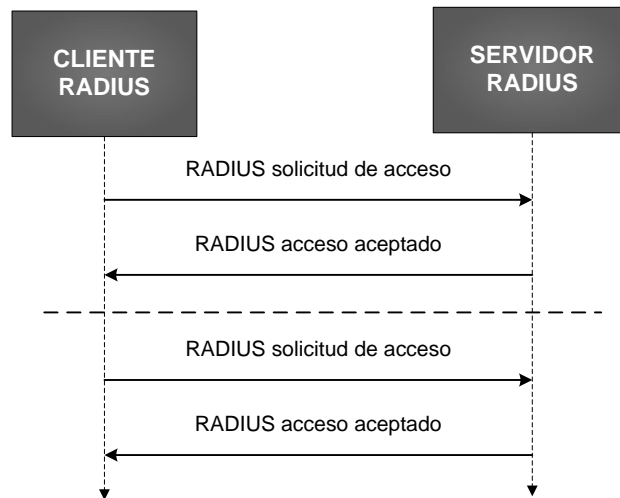 CLIENTE
RADIUS
SERVIDOR
RADIUS
RADIUS solicitud de acceso
RADIUS acceso aceptado
RADIUS solicitud de acceso
RADIUS acceso aceptado